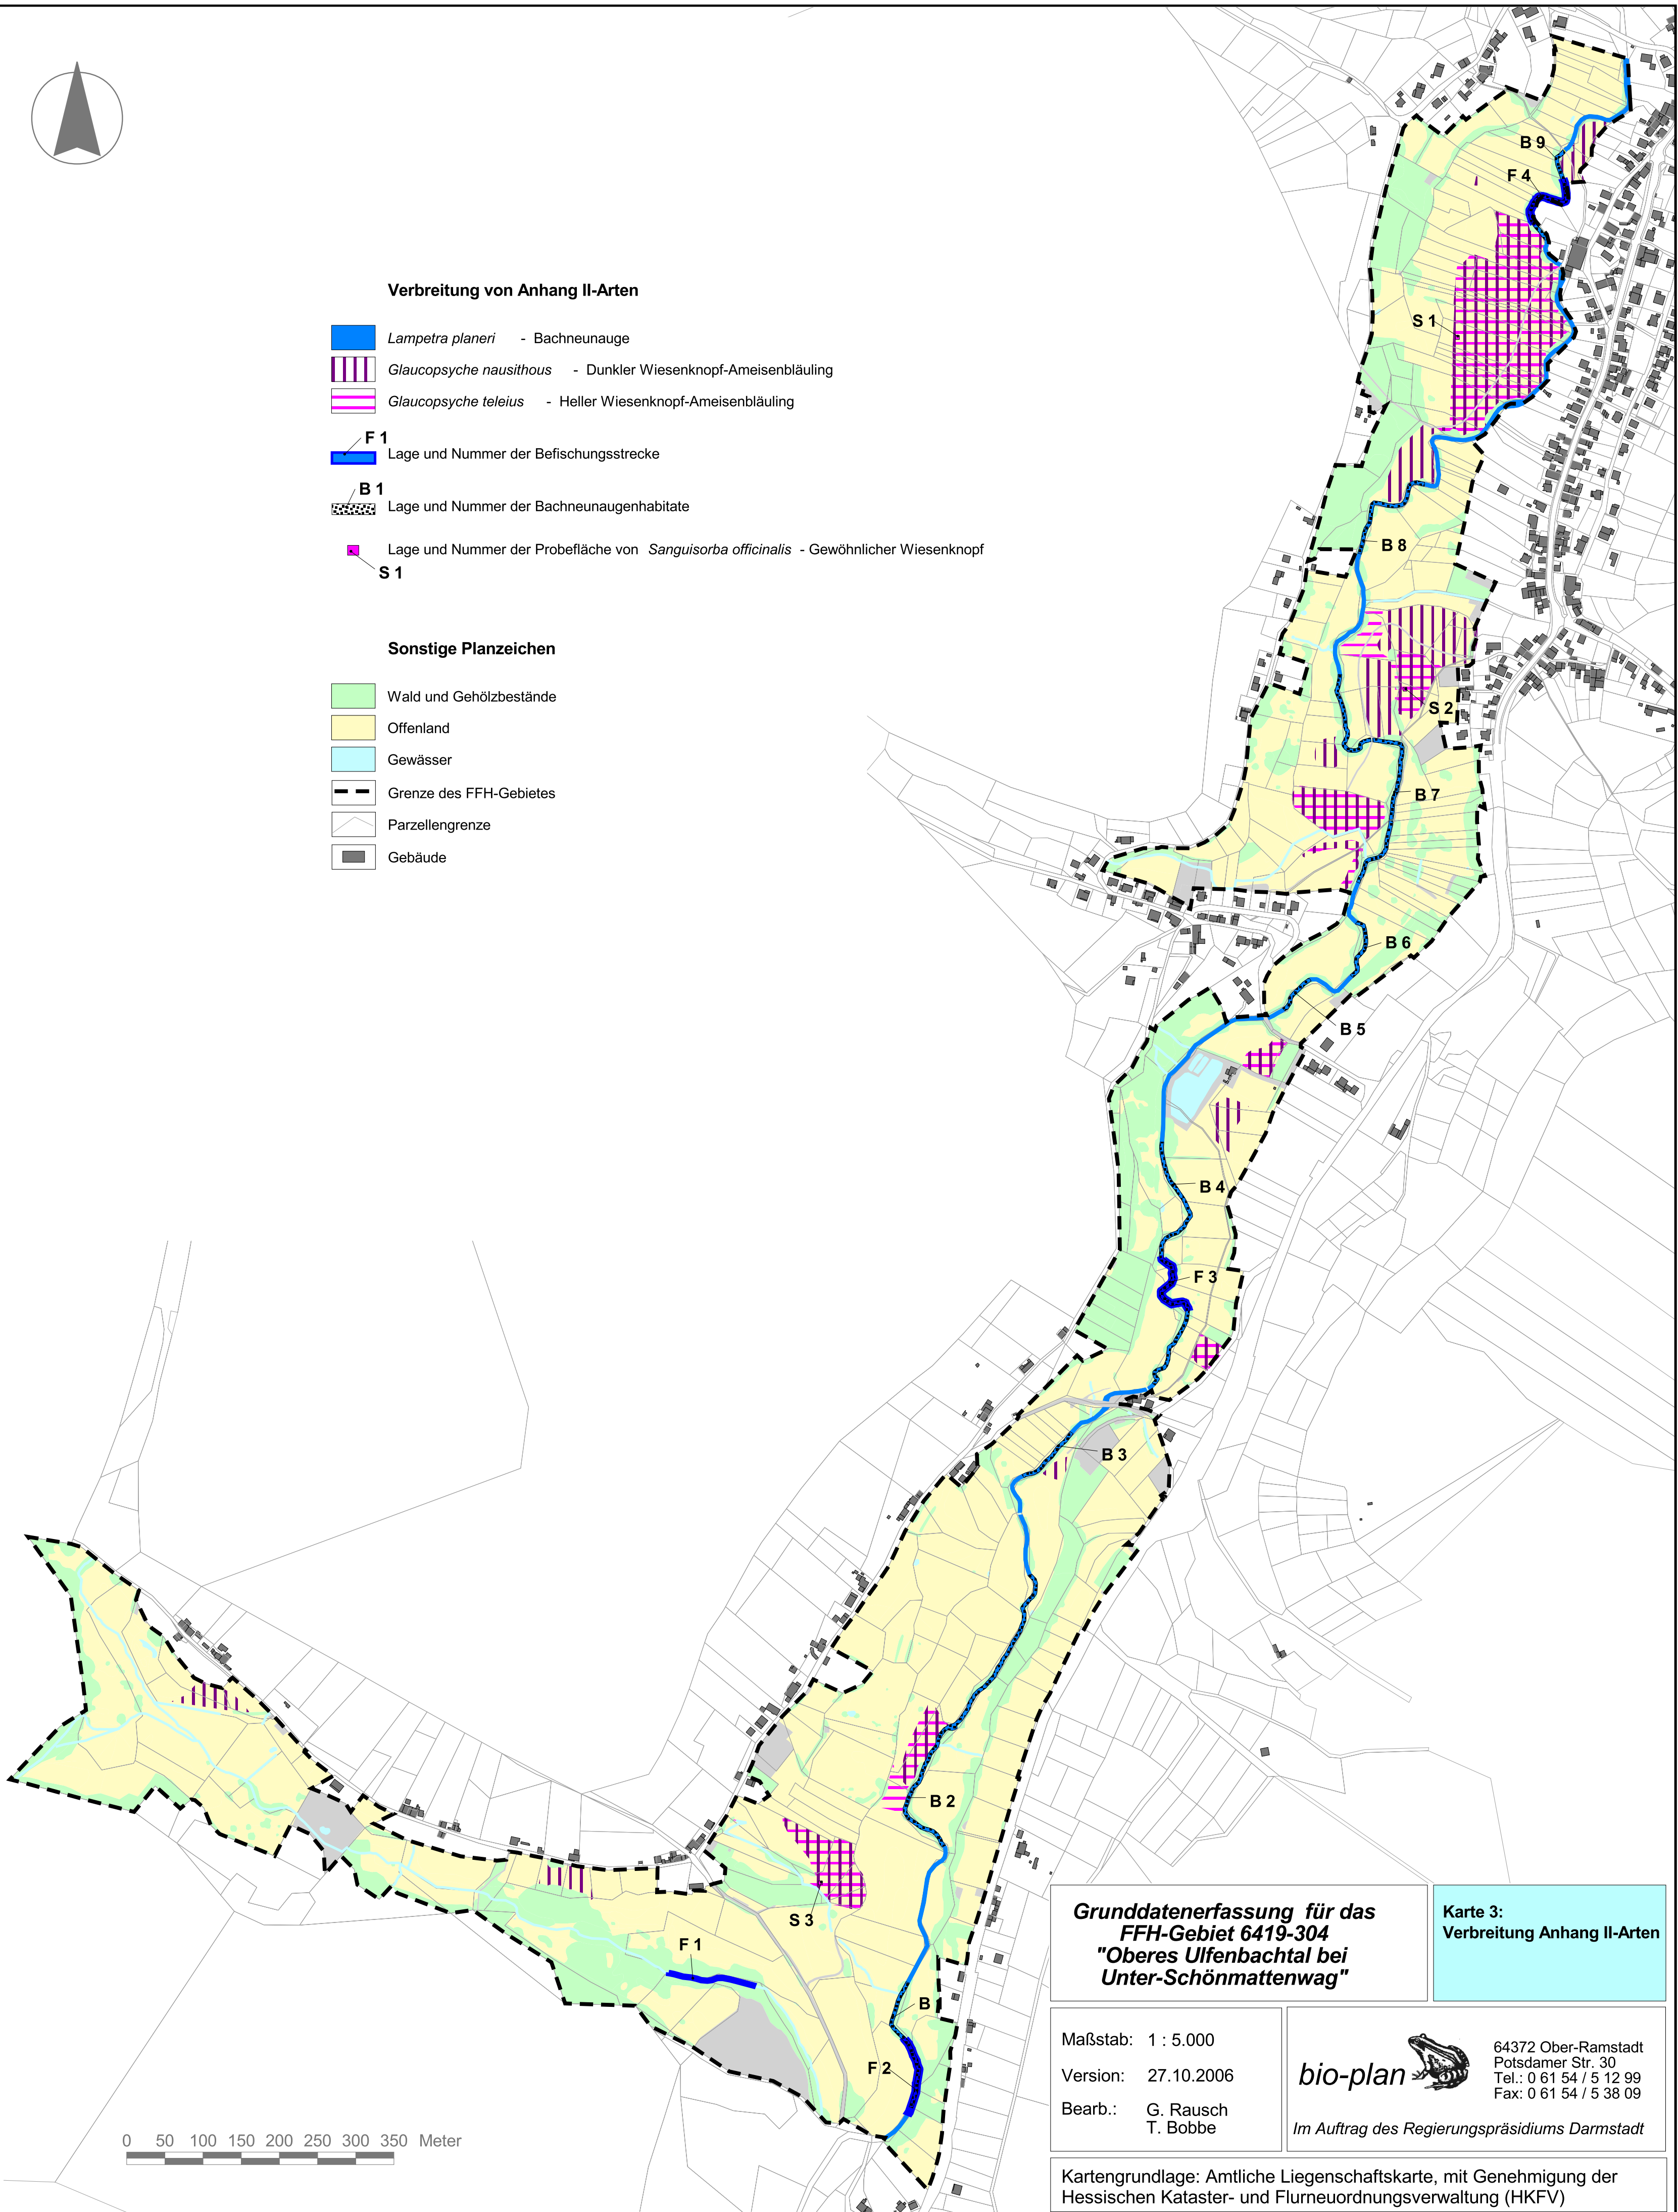 Verbreitung von Anhang II-Arten
Lampetra planeri - Bachneunauge
Glaucopsyche nausithous - Dunkler Wiesenknopf-Ameisenbläuling
Glaucopsyche teleius - Heller Wiesenknopf-Ameisenbläuling
F 1
Lage und Nummer der Befischungsstrecke
B 1
Lage und Nummer der Bachneunaugenhabitate
Lage und Nummer der Probefläche von Sanguisorba officinalis - Gewöhnlicher Wiesenknopf
S 1
Sonstige Planzeichen
Wald und Gehölzbestände
Offenland
Gewässer
Grenze des FFH-Gebietes
Parzellengrenze
Gebäude
B 9
F 4
S 1
B 8
S 2
B 7
B 6
B 5
B 4
F 3
B 3
B 2
S 3
F 1
B
F 2
0 50 100 150 200 250 300 350 Meter
Grunddatenerfassung für das
FFH-Gebiet 6419-304
"Oberes Ulfenbachtal bei
Unter-Schönmattenwag"
Karte 3:
Verbreitung Anhang II-Arten
Maßstab: 1 : 5.000
Version: 27.10.2006
Bearb.: G. Rausch
T. Bobbe
bio-plan
64372 Ober-Ramstadt
Potsdamer Str. 30
Tel.: 0 61 54 / 5 12 99
Fax: 0 61 54 / 5 38 09
Im Auftrag des Regierungspräsidiums Darmstadt
Kartengrundlage: Amtliche Liegenschaftskarte, mit Genehmigung der
Hessischen Kataster- und Flurneuordnungsverwaltung (HKFV)